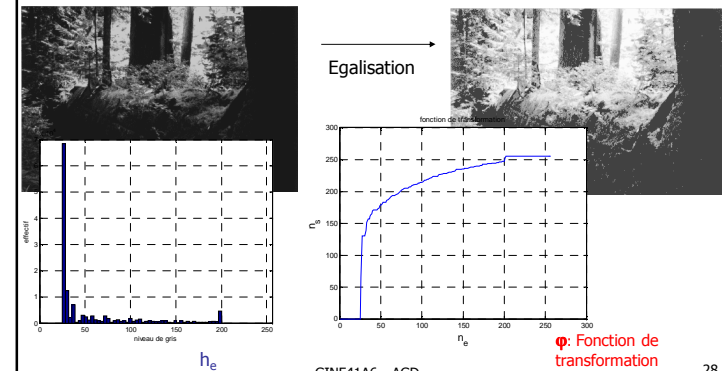 Egalisation
fonction de transformation
300
250
200
150
100
50
0
n_s
0 50 100 150 200 250 300
n_e
effectif
5
4
3
2
1
0
0 50 100 150 200 250
niveau de gris
h_e
φ: Fonction de
transformation
28